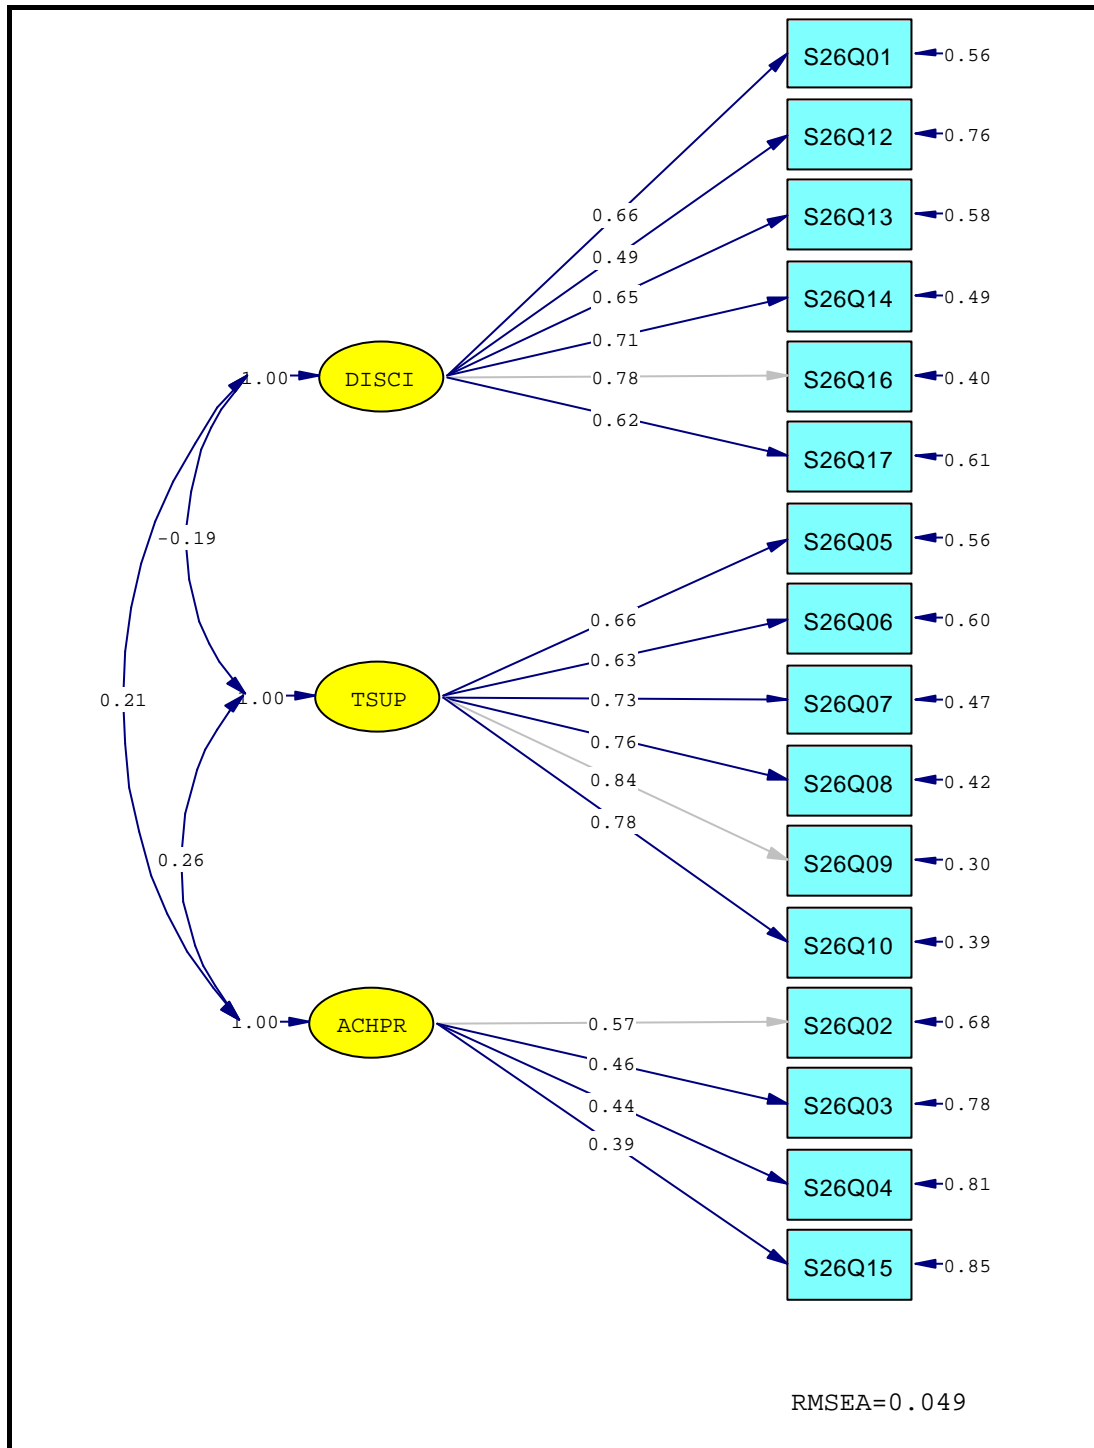 S26Q01
0.56
S26Q12
0.76
S26Q13
0.58
0.66
0.49
0.65
S26Q14
0.49
0.71
1.00
DISCI
0.78
S26Q16
0.40
0.62
S26Q17
0.61
-0.19
S26Q05
0.56
0.66
S26Q06
0.60
0.63
0.21
1.00
TSUP
0.73
S26Q07
0.47
0.76
0.84
S26Q08
0.42
0.78
0.26
S26Q09
0.30
S26Q10
0.39
1.00
ACHPR
0.57
S26Q02
0.68
0.46
0.44
0.39
S26Q03
0.78
S26Q04
0.81
S26Q15
0.85
RMSEA=0.049